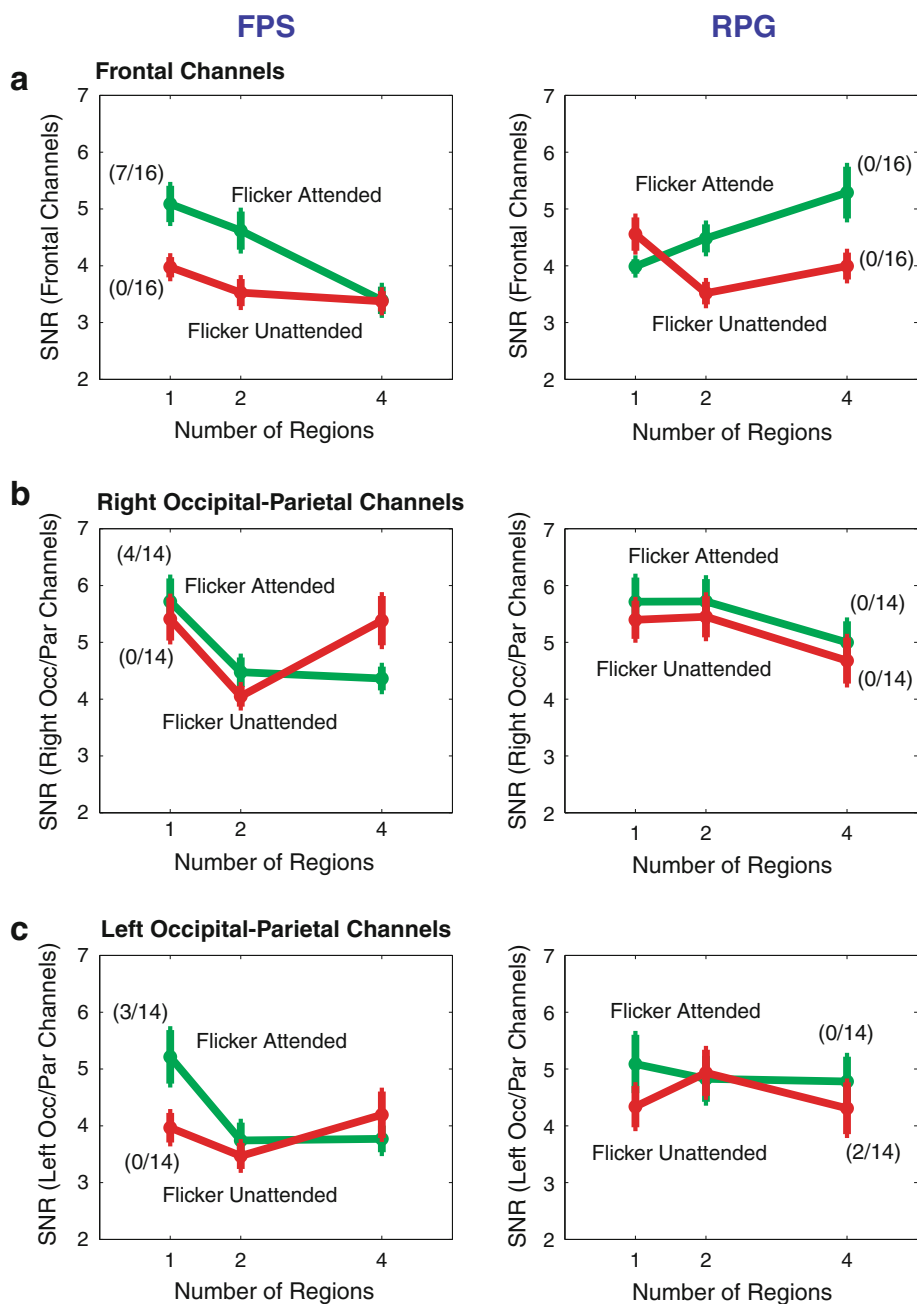 FPS
RPG
a
Frontal Channels
SNR (Frontal Channels)
7
6
5
4
3
2
(7/16)
Flicker Attended
(0/16)
Flicker Unattended
1
2
4
Number of Regions
SNR (Frontal Channels)
7
6
5
4
3
2
(0/16)
Flicker Attende
(0/16)
Flicker Unattended
1
2
4
Number of Regions
b
Right Occipital-Parietal Channels
SNR (Right Occ/Par Channels)
7
6
5
4
3
2
(4/14)
Flicker Attended
(0/14)
Flicker Unattended
1
2
4
Number of Regions
SNR (Right Occ/Par Channels)
7
6
5
4
3
2
Flicker Attended
(0/14)
Flicker Unattended
(0/14)
1
2
4
Number of Regions
c
Left Occipital-Parietal Channels
SNR (Left Occ/Par Channels)
7
6
5
4
3
2
(3/14)
Flicker Attended
(0/14)
Flicker Unattended
1
2
4
Number of Regions
SNR (Left Occ/Par Channels)
7
6
5
4
3
2
Flicker Attended
(0/14)
Flicker Unattended
(2/14)
1
2
4
Number of Regions